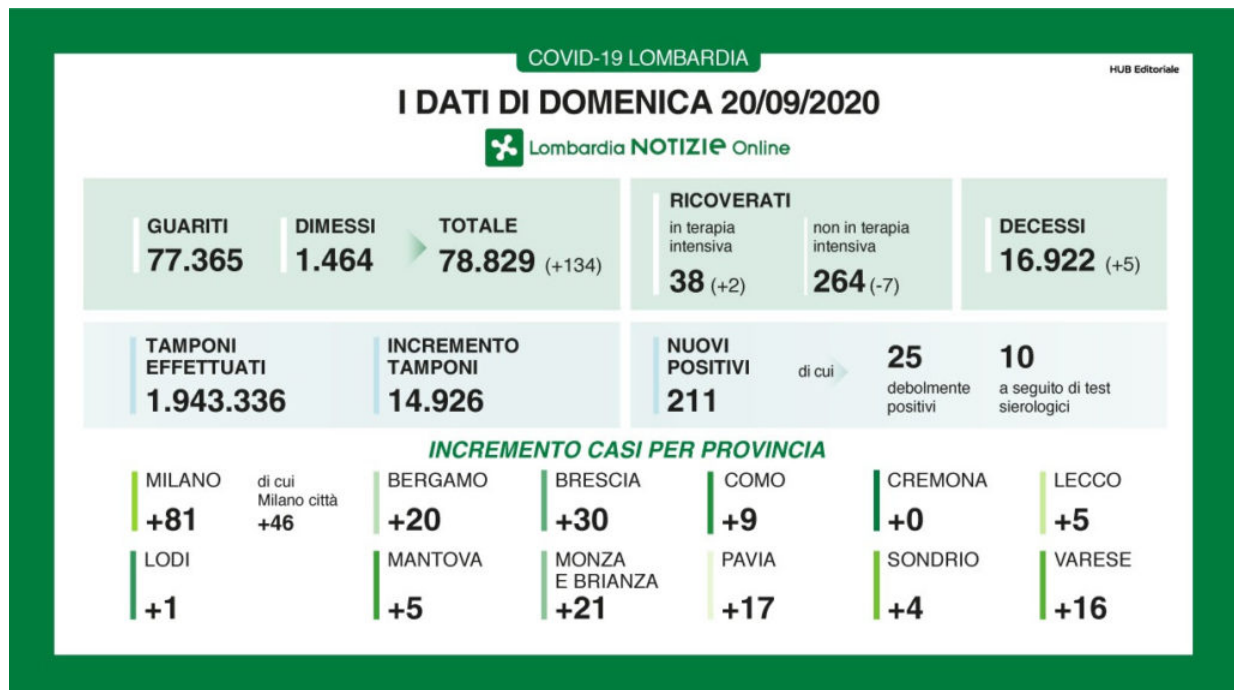 COVID-19 LOMBARDIA
HUB Editoriale
I DATI DI DOMENICA 20/09/2020
Lombardia NOTIZIe Online
GUARITI
77.365
DIMESSI
1.464
TOTALE
78.829 (+134)
RICOVERATI
in terapia
intensiva
38 (+2)
non in terapia
intensiva
264 (-7)
DECESSI
16.922 (+5)
TAMPONI
EFFETTUATI
1.943.336
INCREMENTO
TAMPONI
14.926
NUOVI
POSITIVI
211
di cui
25
debolmente
positivi
10
a seguito di test
sierologici
INCREMENTO CASI PER PROVINCIA
MILANO
+81
di cui
Milano città
+46
BERGAMO
+20
BRESCIA
+30
COMO
+9
CREMONA
+0
LECCO
+5
LODI
+1
MANTOVA
+5
MONZA
E BRIANZA
+21
PAVIA
+17
SONDRIO
+4
VARESE
+16